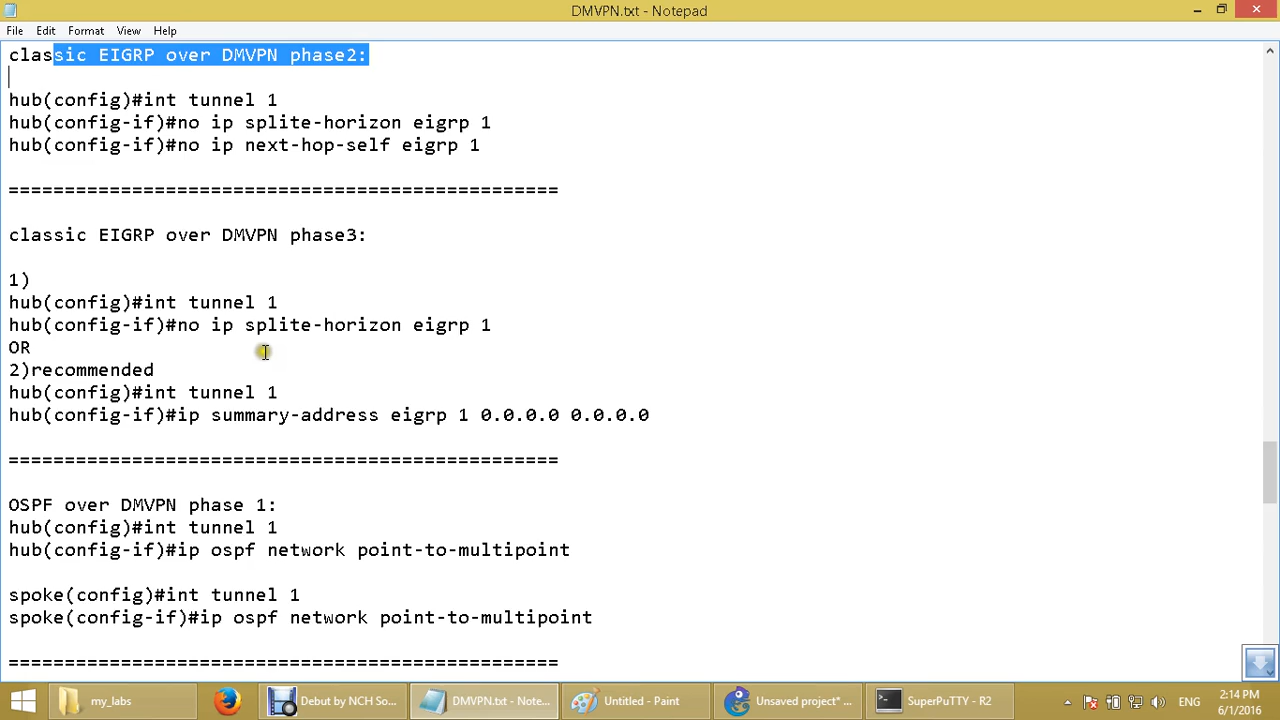 DMVPN.txt - Notepad
File Edit Format View Help
classic EIGRP over DMVPN phase2:
hub(config)#int tunnel 1
hub(config-if)#no ip splite-horizon eigrp 1
hub(config-if)#no ip next-hop-self eigrp 1
=================================================
classic EIGRP over DMVPN phase3:
1)
hub(config)#int tunnel 1
hub(config-if)#no ip splite-horizon eigrp 1
OR
2)recommended
hub(config)#int tunnel 1
hub(config-if)#ip summary-address eigrp 1 0.0.0.0 0.0.0.0
=================================================
OSPF over DMVPN phase 1:
hub(config)#int tunnel 1
hub(config-if)#ip ospf network point-to-multipoint
spoke(config)#int tunnel 1
spoke(config-if)#ip ospf network point-to-multipoint
=================================================
my_labs Debut by NCH So... DMVPN.txt - Note... Untitled - Paint Unsaved project*... SuperPuTTY - R2 ENG 2:14 PM
6/1/2016